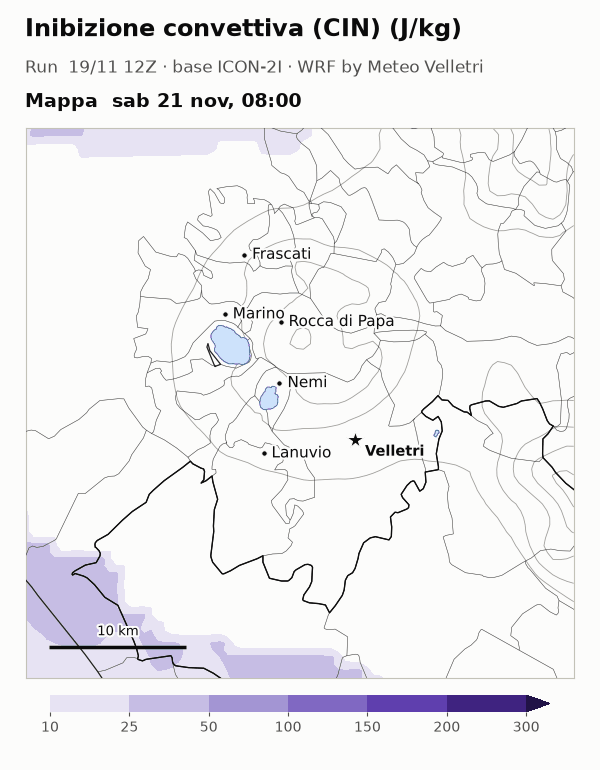 Inibizione convettiva (CIN) (J/kg)
Run 19/11 12Z · base ICON-2I · WRF by Meteo Velletri
Mappa sab 21 nov, 08:00
Frascati
Marino
Rocca di Papa
Nemi
Velletri
Lanuvio
10 km
10 25 50 100 150 200 300